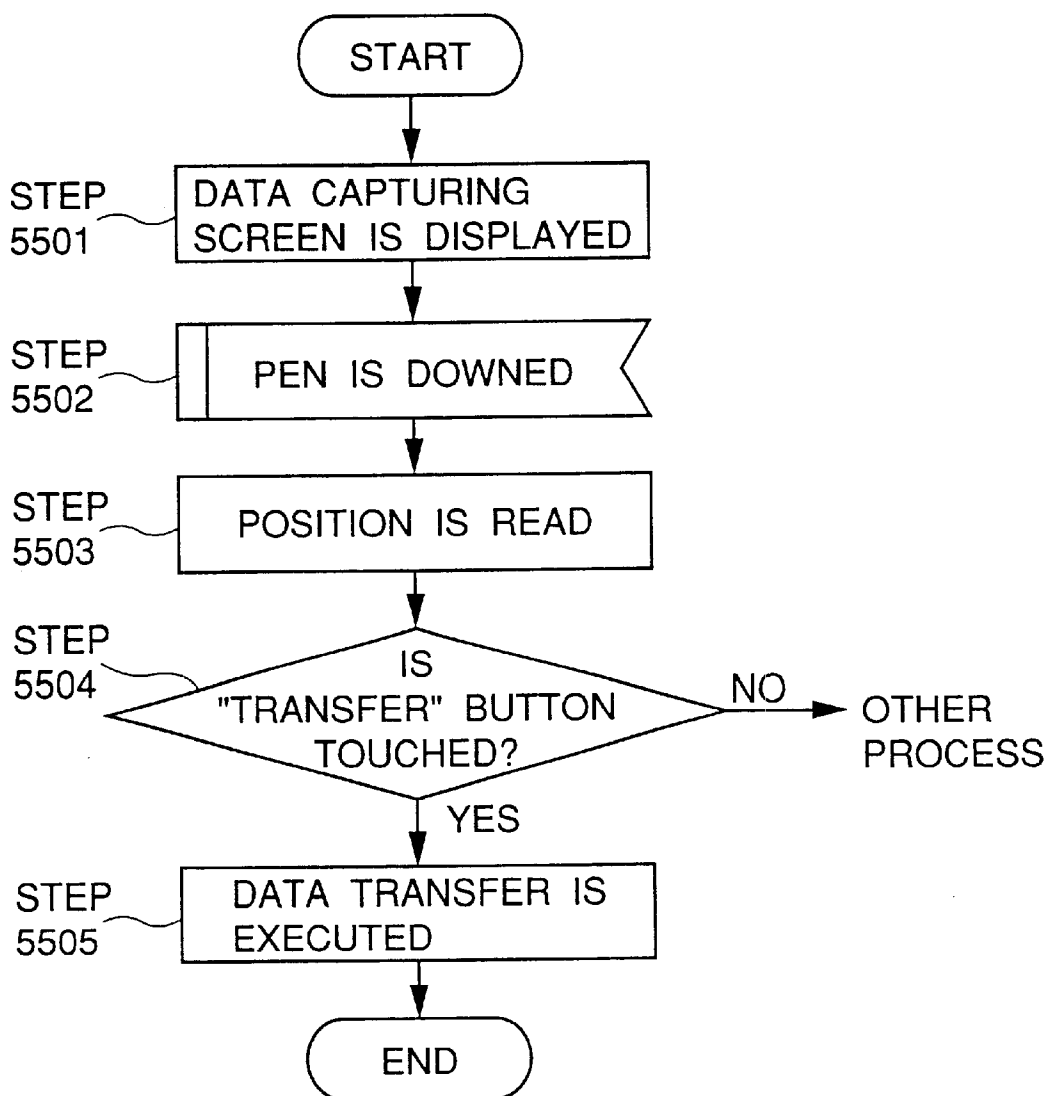 START
STEP
5501
DATA CAPTURING
SCREEN IS DISPLAYED
STEP
5502
PEN IS DOWNED
STEP
5503
POSITION IS READ
STEP
5504
IS
"TRANSFER" BUTTON
TOUCHED?
NO
OTHER
PROCESS
YES
STEP
5505
DATA TRANSFER IS
EXECUTED
END